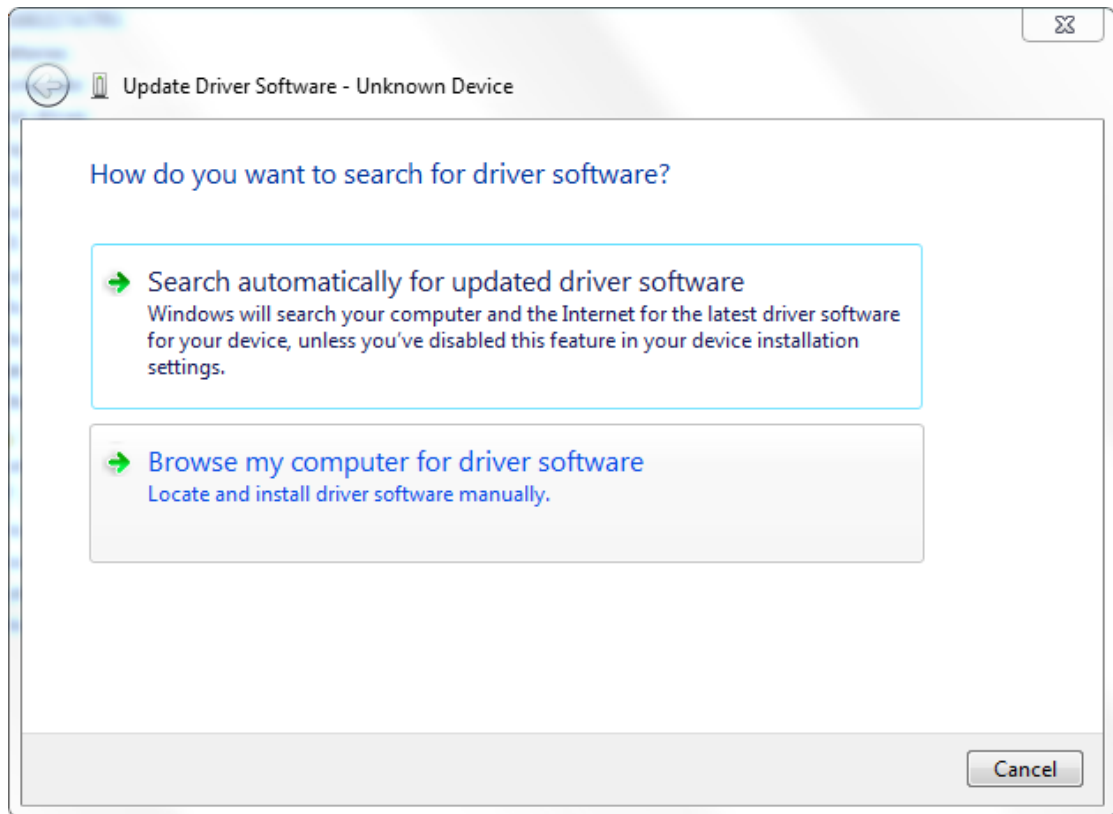 Update Driver Software - Unknown Device
How do you want to search for driver software?
Search automatically for updated driver software
Windows will search your computer and the Internet for the latest driver software
for your device, unless you've disabled this feature in your device installation
settings.
Browse my computer for driver software
Locate and install driver software manually.
Cancel